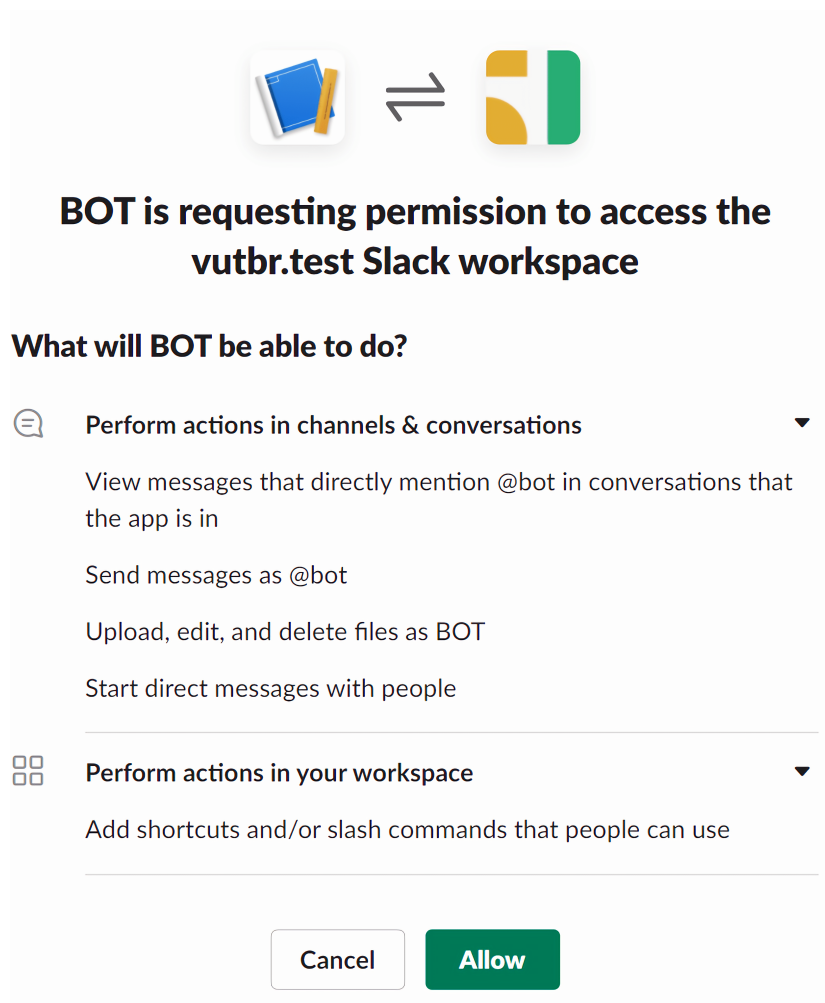 BOT is requesting permission to access the
vutbr.test Slack workspace
What will BOT be able to do?
Perform actions in channels & conversations
View messages that directly mention @bot in conversations that
the app is in
Send messages as @bot
Upload, edit, and delete files as BOT
Start direct messages with people
Perform actions in your workspace
Add shortcuts and/or slash commands that people can use
Cancel
Allow